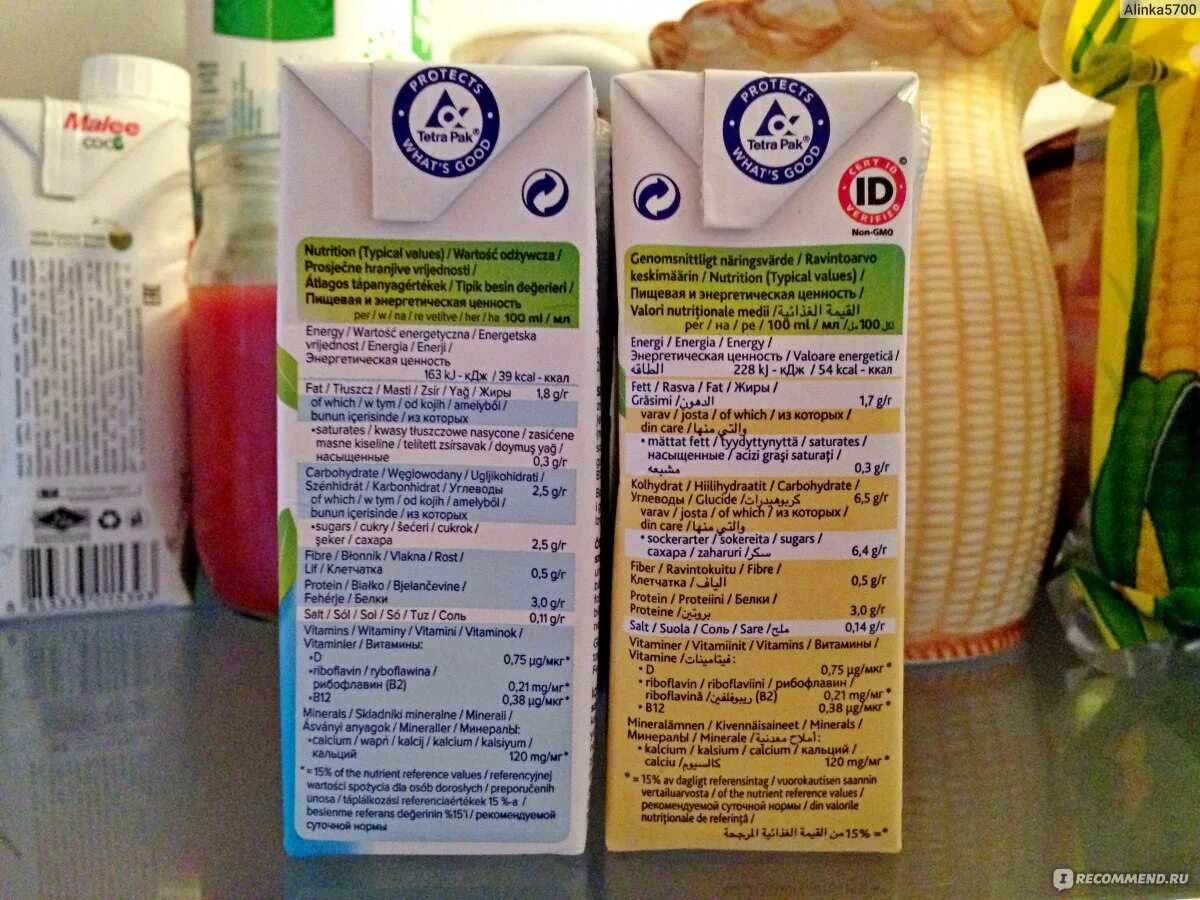 Alinka5700
Malee
COCO
PROTECTS
Tetra Pak®
WHAT'S GOOD
Nutrition (Typical values) / Wartość odżywcza /
Prosječne hranjive vrijednosti /
Átlagos tápanyagértékek / Tipik besin değerleri /
Пищевая и энергетическая ценность
per / w / na / re vetitve / her / ha 100 ml / мл
Energy / Wartość energetyczna / Energetska
vrijednost / Energia / Enerji /
Энергетическая ценность
163 kJ - кДж / 39 kcal - ккал
Fat / Tłuszcz / Masti / Zsír / Yağ / Жиры 1,8 g/г
of which / w tym / od kojih / amelyből /
bunun içerisinde / из которых
•saturates / kwasy tłuszczowe nasycone / zasićene
masne kiseline / telített zsírsavak / doymuş yağ /
насыщенные 0,3 g/г
Carbohydrate / Węglowodany / Ugljikohidrati /
Szénhidrát / Karbonhidrat / Углеводы 2,5 g/г
of which / w tym / od kojih / amelyből /
bunun içerisinde / из которых
•sugars / cukry / šećeri / cukrok /
şeker / сахара 2,5 g/г
Fibre / Błonnik / Vlakna / Rost /
Lif / Клетчатка 0,5 g/г
Protein / Białko / Bjelančevine /
Fehérje / Белки 3,0 g/г
Salt / Sól / Sol / Só / Tuz / Соль 0,11 g/г
Vitamins / Witaminy / Vitamini / Vitaminok /
Vitaminler / Витамины:
•D 0,75 µg/мкг*
•riboflavin / ryboflawina /
рибофлавин (B2) 0,21 mg/мг*
•B12 0,38 µg/мкг*
Minerals / Składniki mineralne / Minerali /
Ásványi anyagok / Mineraller / Минералы:
•calcium / wapń / kalcij / kalcium / kalsiyum /
кальций 120 mg/мг*
*= 15% of the nutrient reference values / referencyjnej
wartości spożycia dla osób dorosłych / preporučenih
unosa / táplálkozási referenciaértékek 15 %-a /
beslenme referans değerinin %15'i / рекомендуемой
суточной нормы
PROTECTS
Tetra Pak®
WHAT'S GOOD
CERT ID
ID
VERIFIED
©
Non-GMO
Genomsnittligt näringsvärde / Ravintoarvo
keskimäärin / Nutrition (Typical values) /
Пищевая и энергетическая ценность /
Valori nutriționale medii / القيمة الغذائية
per / на / pe / 100 ml / мл / لكل 100 مل
Energi / Energia / Energy /
Энергетическая ценность / Valoare energetică /
الطاقه 228 kJ - кДж / 54 kcal - ккал
Fett / Rasva / Fat / Жиры /
Grăsimi / الدهون 1,7 g/г
varav / josta / of which / из которых /
din care / والتي منها
• mättat fett / tyydyttynyttä / saturates /
насыщенные / acizi grași saturați /
مشبعه 0,3 g/г
Kolhydrat / Hiilihydraatit / Carbohydrate /
Углеводы / Glucide / كربوهيدرات 6,5 g/г
varav / josta / of which / из которых /
din care / والتي منها
• sockerarter / sokereita / sugars /
сахара / zaharuri / سكر 6,4 g/г
Fiber / Ravintokuitu / Fibre /
Клетчатка / الياف 0,5 g/г
Protein / Proteiini / Белки /
Proteine / بروتين 3,0 g/г
Salt / Suola / Соль / Sare / ملح 0,14 g/г
Vitaminer / Vitamiinit / Vitamins / Витамины /
Vitamine / فيتامينات:
• D 0,75 µg/мкг*
• riboflavin / riboflaviini / рибофлавин /
riboflavină / ريبوفلفين (B2) 0,21 mg/мг*
• B12 0,38 µg/мкг*
Mineralämnen / Kivennäisaineet / Minerals /
Минералы / Minerale / أملاح معدنية:
• kalcium / kalsium / calcium / кальций /
calciu / كالسيوم 120 mg/мг*
*= 15% av dagligt referensintag / vuorokautisen saannin
vertailuarvosta / of the nutrient reference values /
рекомендуемой суточной нормы / din valorile
nutriționale de referință /
*= 15% من القيمة الغذائية المرجحة
IRECOMMEND.RU